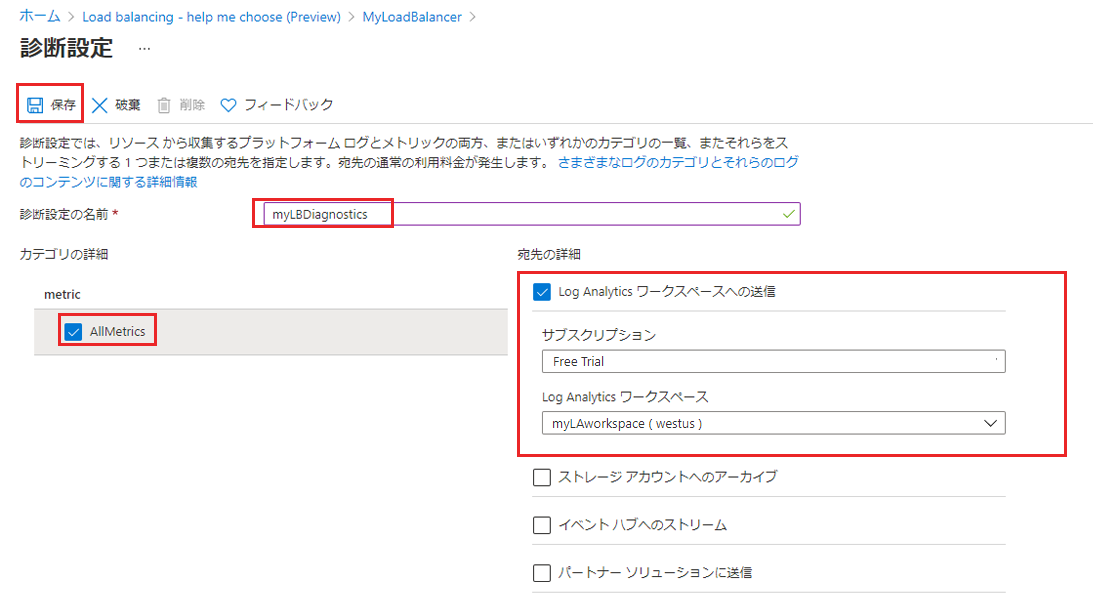 ホーム > Load balancing - help me choose (Preview) > MyLoadBalancer >
診断設定 …
保存 破棄 削除 フィードバック
診断設定では、リソース から収集するプラットフォーム ログとメトリックの両方、またはいずれかのカテゴリの一覧、またそれらをス
トリーミングする 1 つまたは複数の宛先を指定します。宛先の通常の利用料金が発生します。 さまざまなログのカテゴリとそれらのログ
のコンテンツに関する詳細情報
診断設定の名前 * myLBDiagnostics
カテゴリの詳細
metric
AllMetrics
宛先の詳細
Log Analytics ワークスペースへの送信
サブスクリプション
Free Trial
Log Analytics ワークスペース
myLAworkspace ( westus )
ストレージ アカウントへのアーカイブ
イベント ハブへのストリーム
パートナー ソリューションに送信